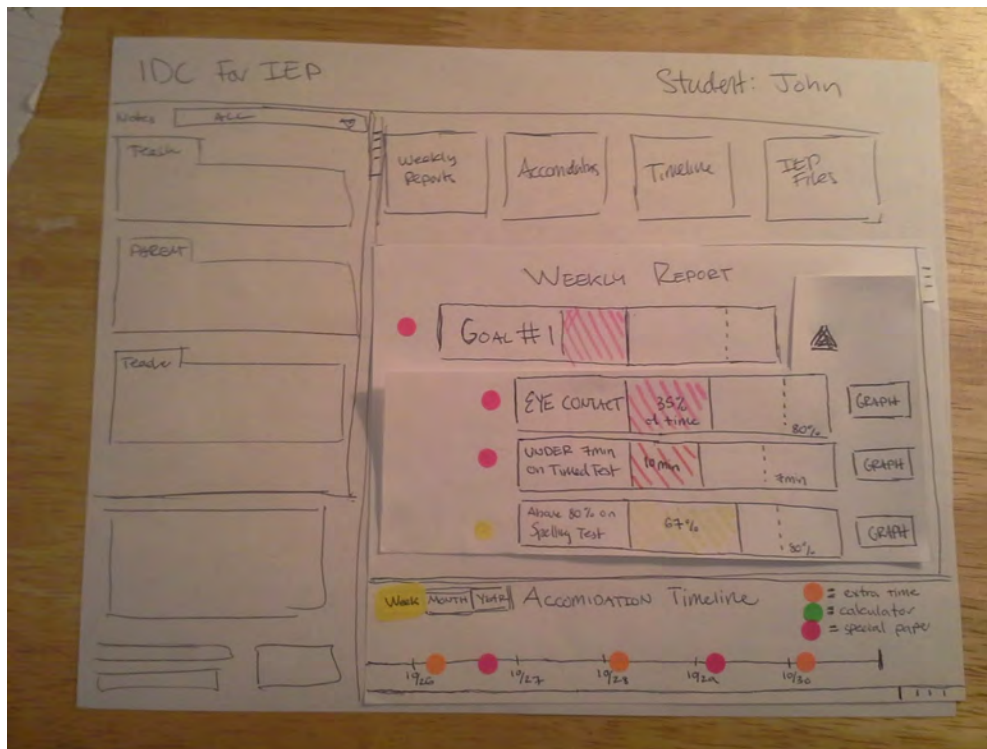 IDC For IEP
Student: John
Notes ALL
Teach
PARENT
Weekly
Reports
Timeline
IEP
Files
WEEKLY REPORT
GOAL #1
EYE CONTACT
35%
of time
80%
GRAPH
UNDER 7min
on Timed Test
10min
7min
GRAPH
Above 80% on
Spelling Test
67%
80%
GRAPH
Week MONTH YEAR ACCOMIDATION Timeline
= extra time
= calculator
= special paper
10/26 10/27 10/28 10/29 10/30